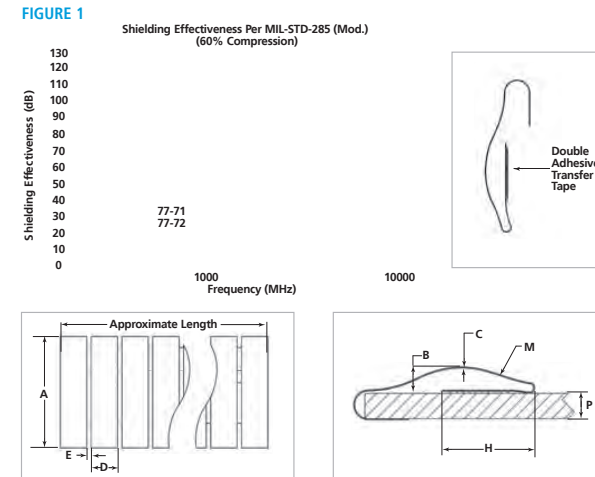 FIGURE 1
Shielding Effectiveness Per MIL-STD-285 (Mod.)
(60% Compression)
Shielding Effectiveness (dB)
130
120
110
100
90
80
70
60
50
40
30
20
10
0
77-71
77-72
1000
10000
Frequency (MHz)
Double
Adhesive
Transfer
Tape
Approximate Length
A
E
D
C
B
M
P
H